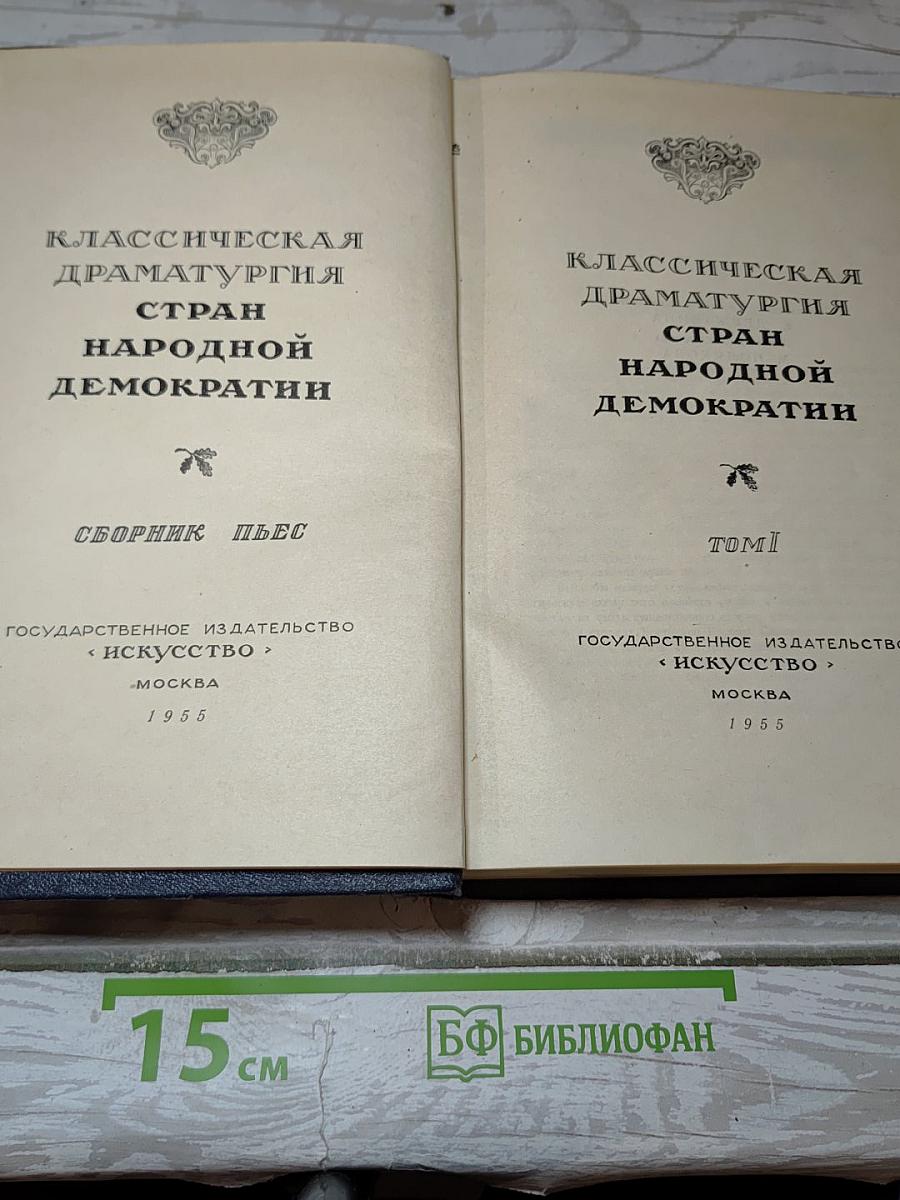 КЛАССИЧЕСКАЯ
ДРАМАТУРГИЯ
СТРАН
НАРОДНОЙ
ДЕМОКРАТИИ
СБОРНИК ПЬЕС
ГОСУДАРСТВЕННОЕ ИЗДАТЕЛЬСТВО
‹ ИСКУССТВО ›
МОСКВА
1955
КЛАССИЧЕСКАЯ
ДРАМАТУРГИЯ
СТРАН
НАРОДНОЙ
ДЕМОКРАТИИ
ТОМ I
ГОСУДАРСТВЕННОЕ ИЗДАТЕЛЬСТВО
‹ ИСКУССТВО ›
МОСКВА
1955
15 см
БФ БИБЛИОФАН